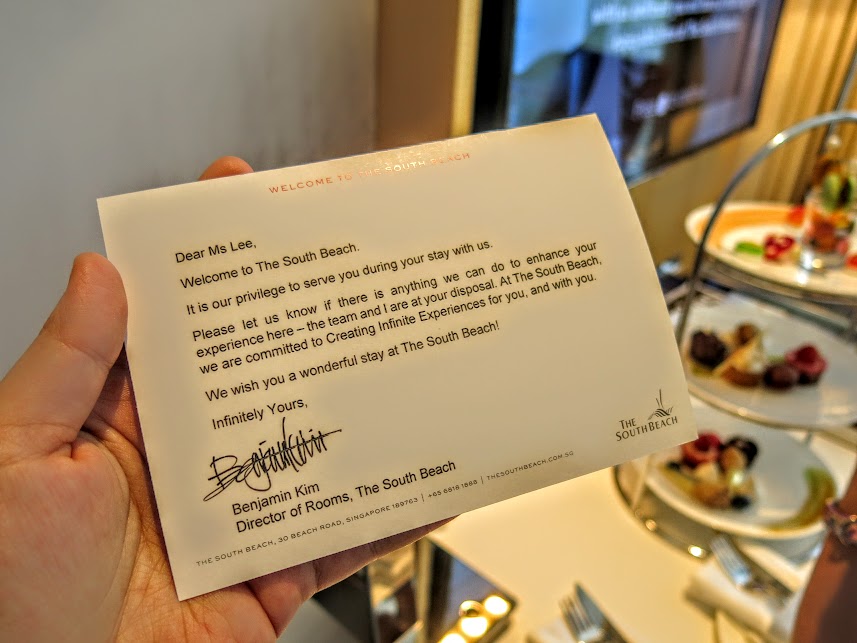 WELCOME TO THE SOUTH BEACH
Dear Ms Lee,
Welcome to The South Beach.
It is our privilege to serve you during your stay with us.
Please let us know if there is anything we can do to enhance your
experience here – the team and I are at your disposal. At The South Beach,
we are committed to Creating Infinite Experiences for you, and with you.
We wish you a wonderful stay at The South Beach!
Infinitely Yours,
Benjamin Kim
Director of Rooms, The South Beach
THE
SOUTH BEACH
THE SOUTH BEACH, 30 BEACH ROAD, SINGAPORE 189763 | +65 6818 1888 | THESOUTHBEACH.COM.SG